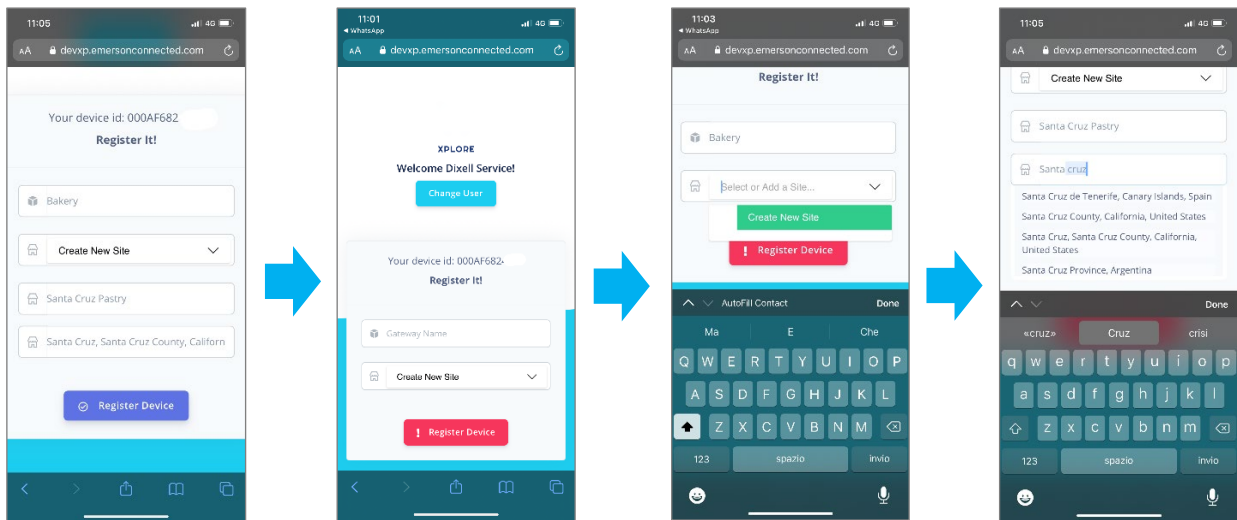 11:05
4G
AA devxp.emersonconnected.com
Your device id: 000AF682
Register It!
Bakery
Create New Site
Santa Cruz Pastry
Santa Cruz, Santa Cruz County, Californ
Register Device
11:01
WhatsApp
4G
AA devxp.emersonconnected.com
XPLORE
Welcome Dixell Service!
Change User
Your device id: 000AF682
Register It!
Gateway Name
Create New Site
Register Device
11:03
WhatsApp
4G
AA devxp.emersonconnected.com
Register It!
Bakery
Select or Add a Site...
Create New Site
Register Device
AutoFill Contact Done
Ma E Che
Q W E R T Y U I O P
A S D F G H J K L
Z X C V B N M
123 spazio invio
11:05
4G
AA devxp.emersonconnected.com
Create New Site
Santa Cruz Pastry
Santa cruz
Santa Cruz de Tenerife, Canary Islands, Spain
Santa Cruz County, California, United States
Santa Cruz, Santa Cruz County, California,
United States
Santa Cruz Province, Argentina
Done
«cruz» Cruz crisi
q w e r t y u i o p
a s d f g h j k l
z x c v b n m
123 spazio invio